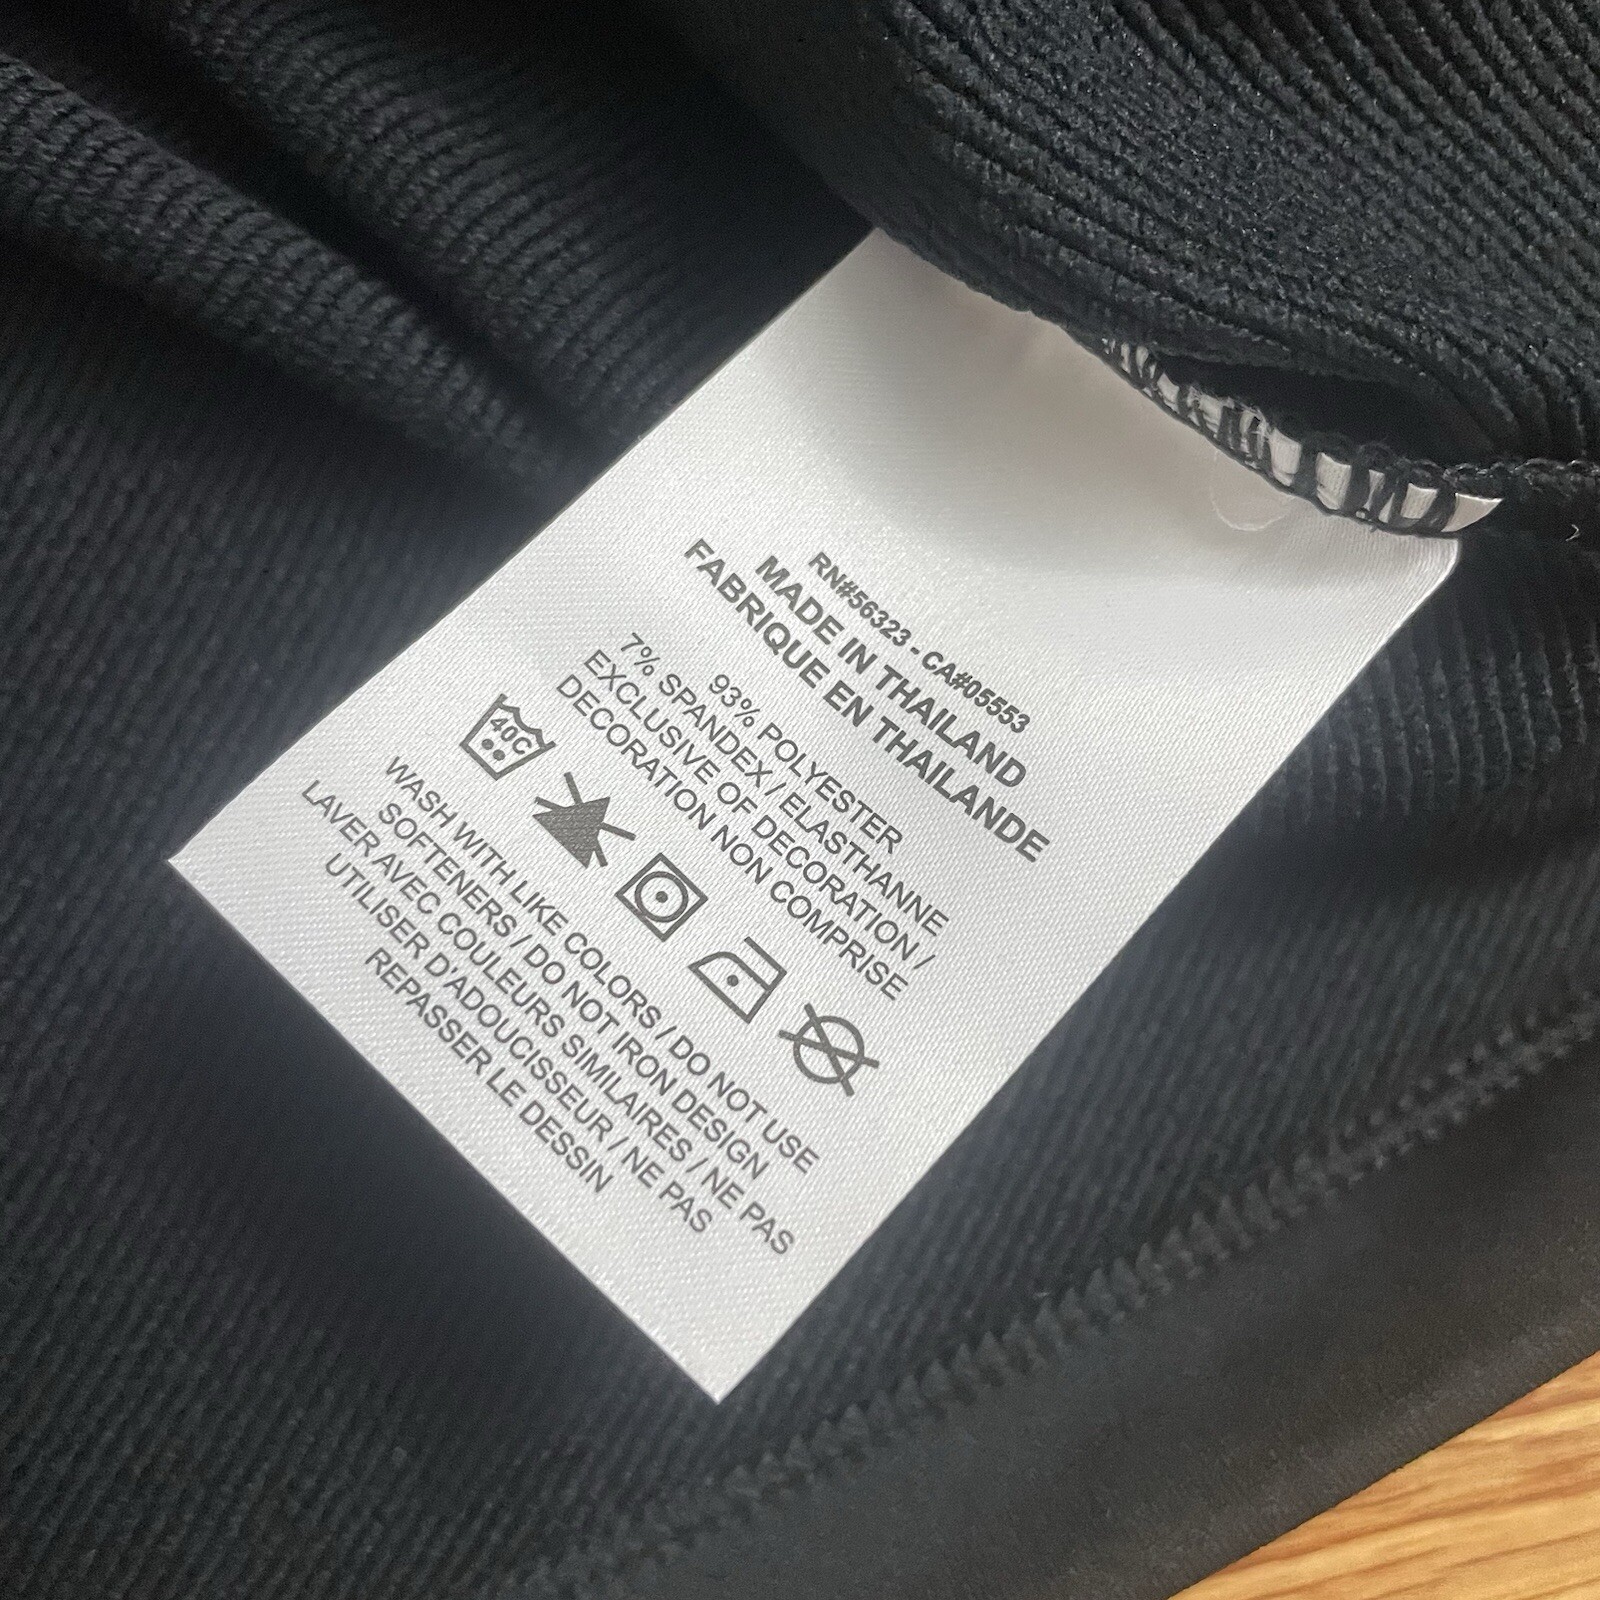 RN#56323 - CA#05553
MADE IN THAILAND
FABRIQUE EN THAILANDE
93% POLYESTER
7% SPANDEX / ELASTHANNE
EXCLUSIVE OF DECORATION /
DECORATION NON COMPRISE
40C
WASH WITH LIKE COLORS / DO NOT USE
SOFTENERS / DO NOT IRON DESIGN
LAVER AVEC COULEURS SIMILAIRES / NE PAS
UTILISER D'ADOUCISSEUR / NE PAS
REPASSER LE DESSIN